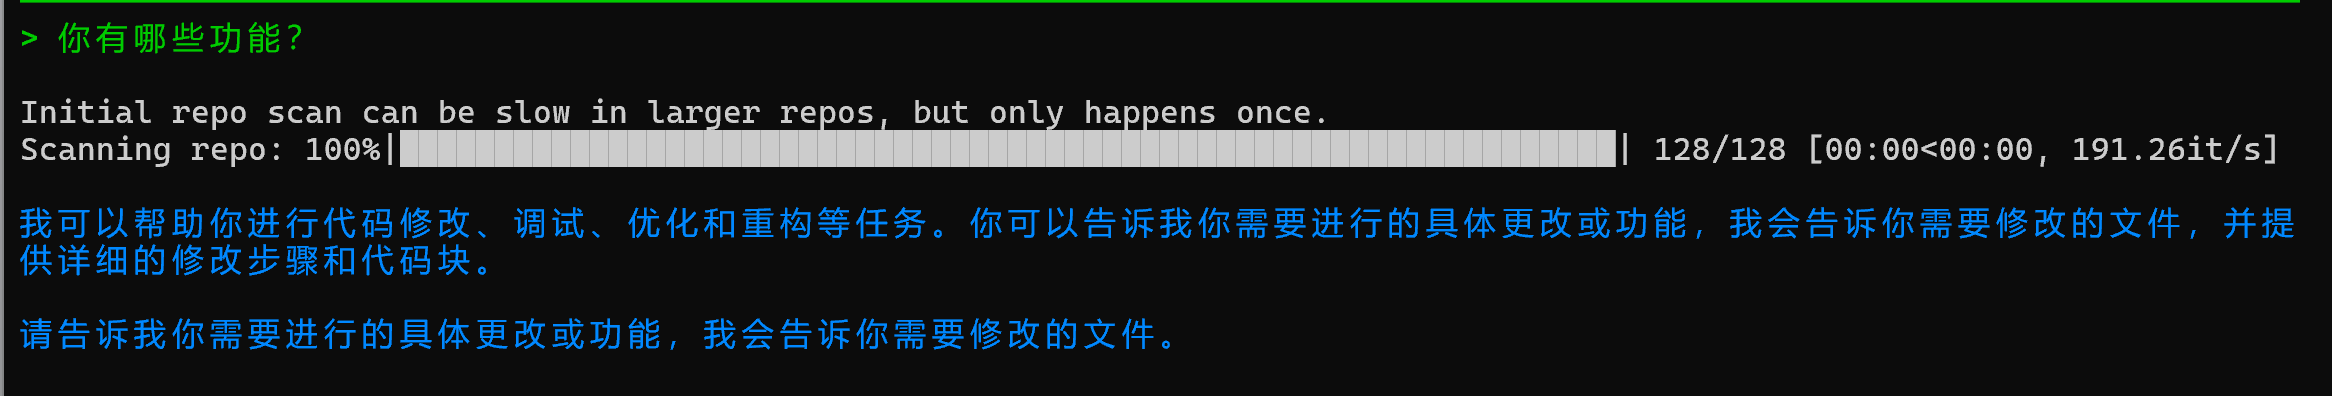 > 你有哪些功能？
Initial repo scan can be slow in larger repos, but only happens once.
Scanning repo: 100%|████████████████████████████████████████████████████████████████| 128/128 [00:00<00:00, 191.26it/s]
我可以帮助你进行代码修改、调试、优化和重构等任务。你可以告诉我你需要进行的具体更改或功能，我会告诉你需要修改的文件，并提
供详细的修改步骤和代码块。
请告诉我你需要进行的具体更改或功能，我会告诉你需要修改的文件。